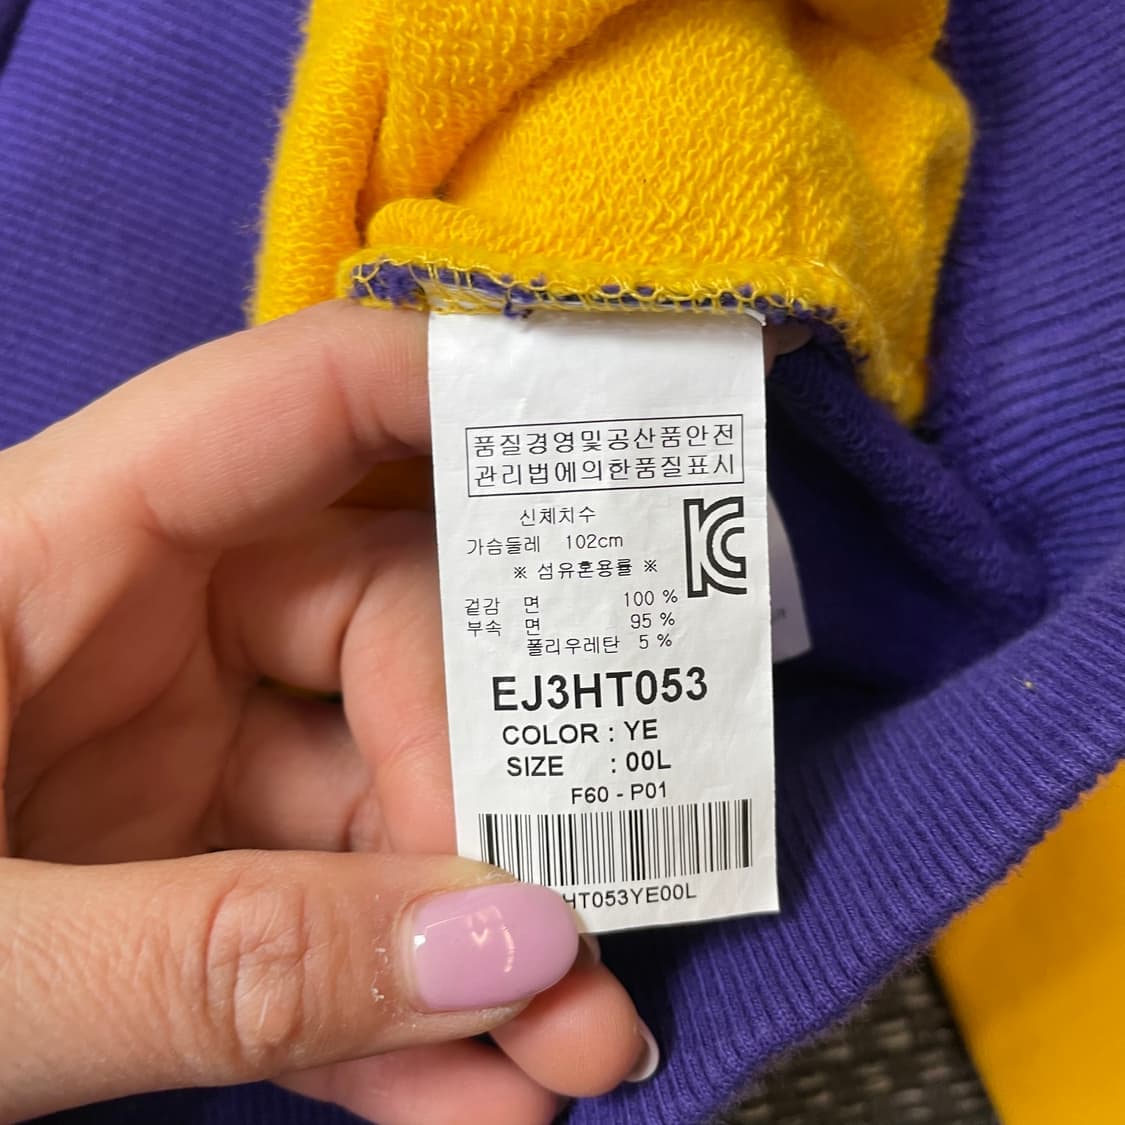 품질경영및공산품안전
관리법에의한품질표시
신체치수
가슴둘레 102cm
※ 섬유혼용률 ※
겉감 면 100 %
부속 면 95 %
폴리우레탄 5 %
EJ3HT053
COLOR : YE
SIZE : 00L
F60 - P01
HT053YE00L